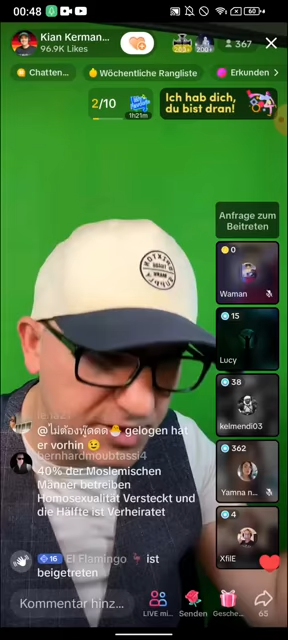 00:48
60
Kian Kerman...
96.9K Likes
200+
367
Chatten...
Wöchentliche Rangliste
Erkunden
2/10
1h21m
Ich hab dich,
du bist dran!
Anfrage zum
Beitreten
0
Waman
15
Lucy
38
kelmendi03
362
Yamna n...
4
XfilE
@ไม่ต้องพูดดด🐣 gelogen hat
er vorhin 😉
bernhardmoubtassi4
40% der Moslemischen
Männer betreiben
Homosexualität Versteckt und
die Hälfte ist Verheiratet
16 El Flamingo 🦩 ist
beigetreten
Kommentar hinz...
LIVE mi...
Senden
Gesche...
65